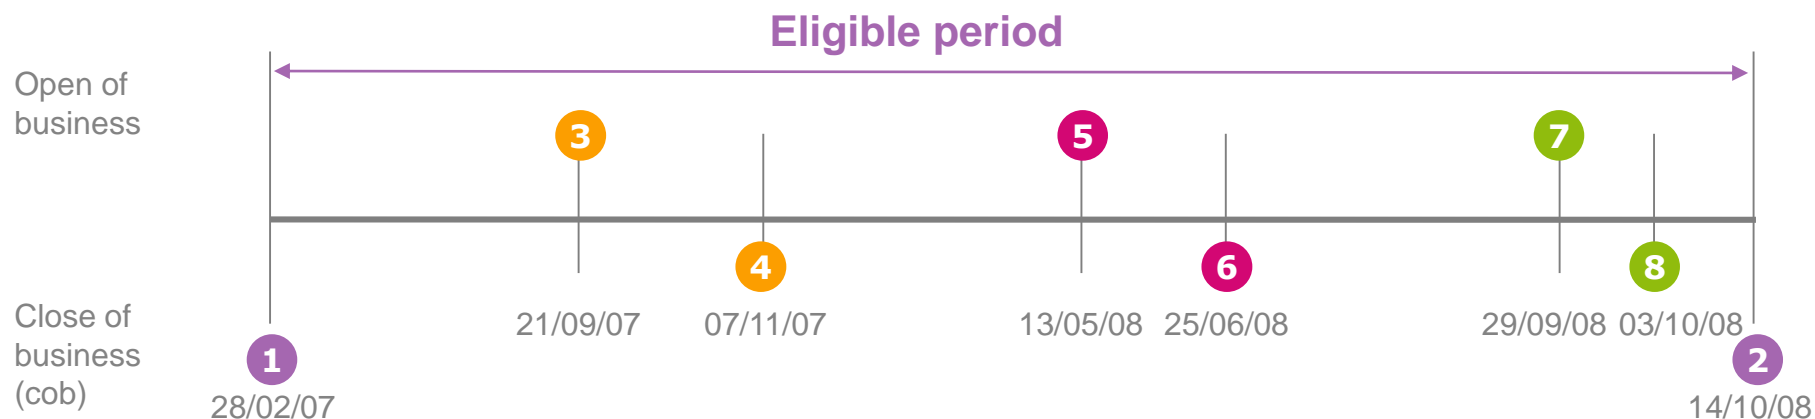 Eligible period
Open of
business
3
5
7
4
6
8
Close of
business
(cob)
21/09/07
07/11/07
13/05/08
25/06/08
29/09/08
03/10/08
1
2
28/02/07
14/10/08